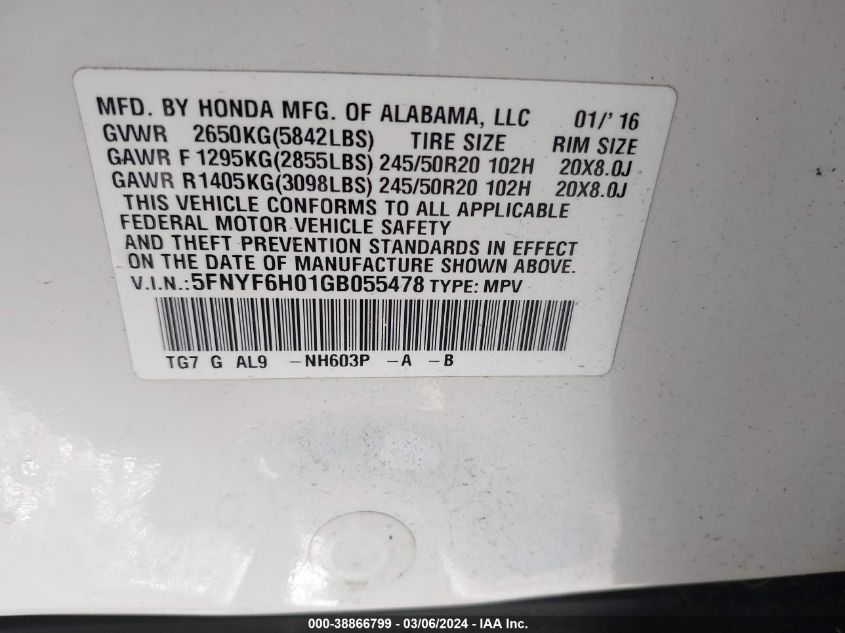 MFD. BY HONDA MFG. OF ALABAMA, LLC 01/'16
GVWR 2650KG(5842LBS) TIRE SIZE RIM SIZE
GAWR F 1295KG(2855LBS) 245/50R20 102H 20X8.0J
GAWR R1405KG(3098LBS) 245/50R20 102H 20X8.0J
THIS VEHICLE CONFORMS TO ALL APPLICABLE
FEDERAL MOTOR VEHICLE SAFETY
AND THEFT PREVENTION STANDARDS IN EFFECT
ON THE DATE OF MANUFACTURE SHOWN ABOVE.
V.I.N.:5FNYF6H01GB055478 TYPE: MPV
TG7 G AL9 -NH603P -A -B
000-38866799 - 03/06/2024 - IAA Inc.